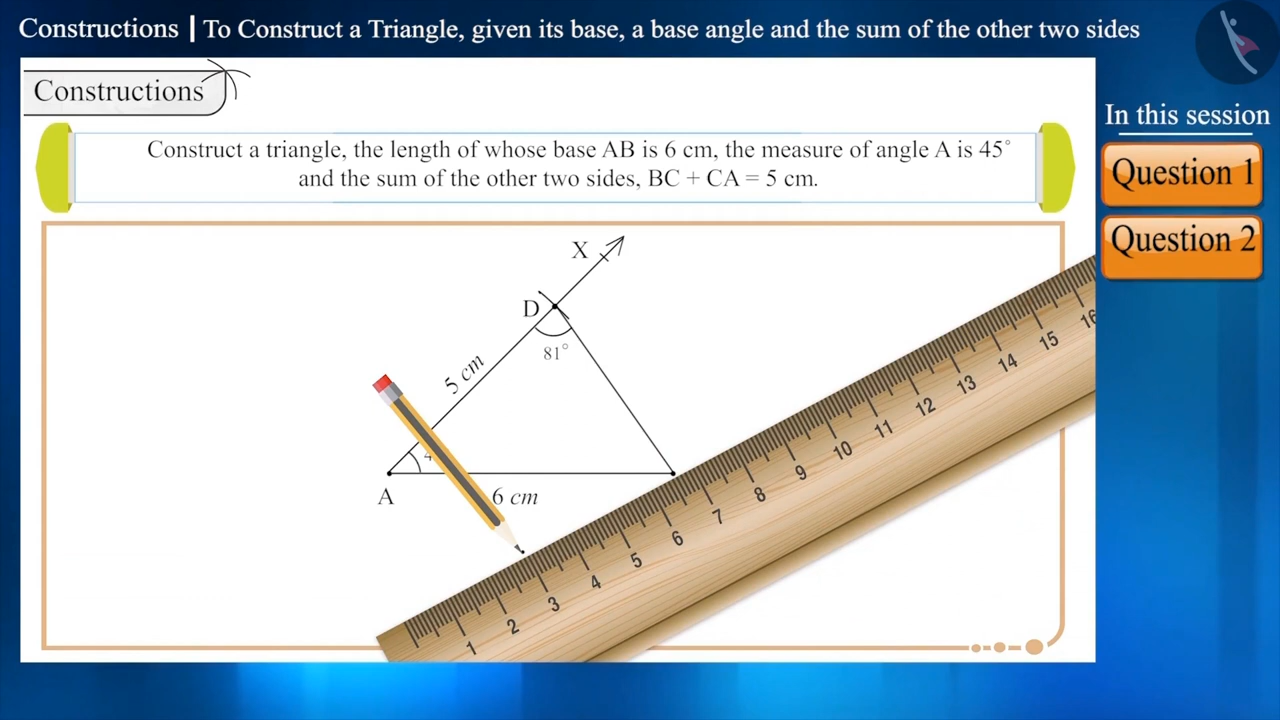 Constructions | To Construct a Triangle, given its base, a base angle and the sum of the other two sides
Constructions
In this session
Question 1
Question 2
Construct a triangle, the length of whose base AB is 6 cm, the measure of angle A is 45°
and the sum of the other two sides, BC + CA = 5 cm.
X
D
81°
5 cm
4
A
6 cm
1 2 3 4 5 6 7 8 9 10 11 12 13 14 15 16